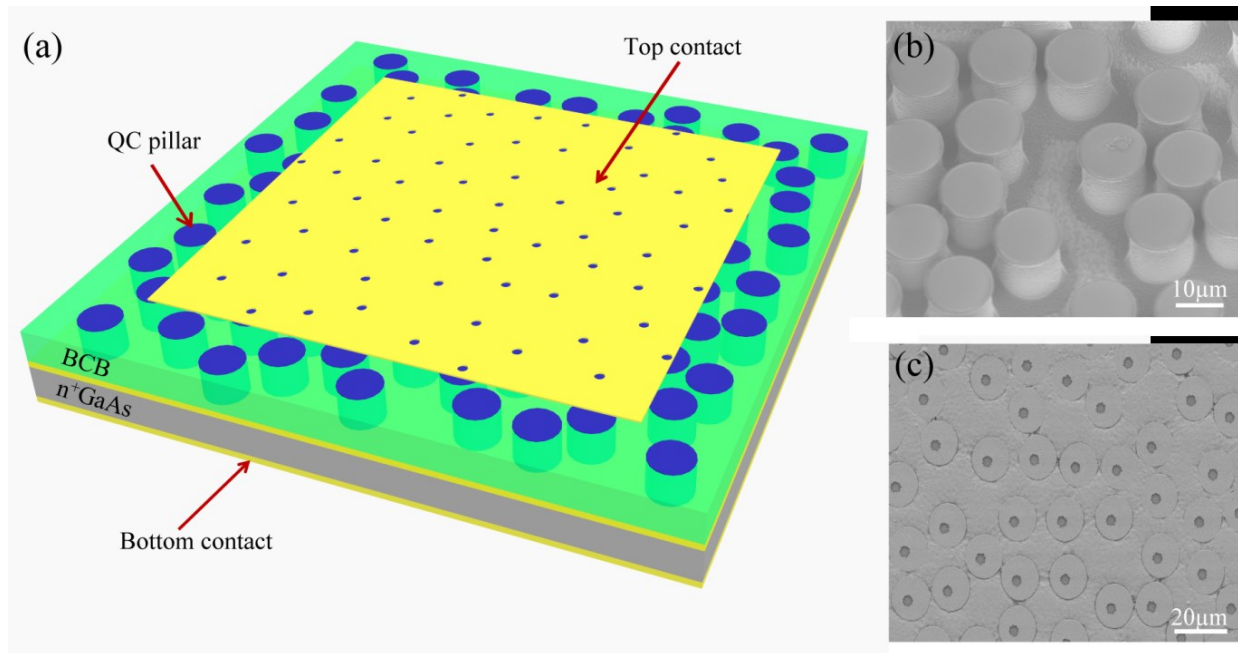 (a)
Top contact
QC pillar
BCB
n⁺GaAs
Bottom contact
(b)
10μm
(c)
20μm